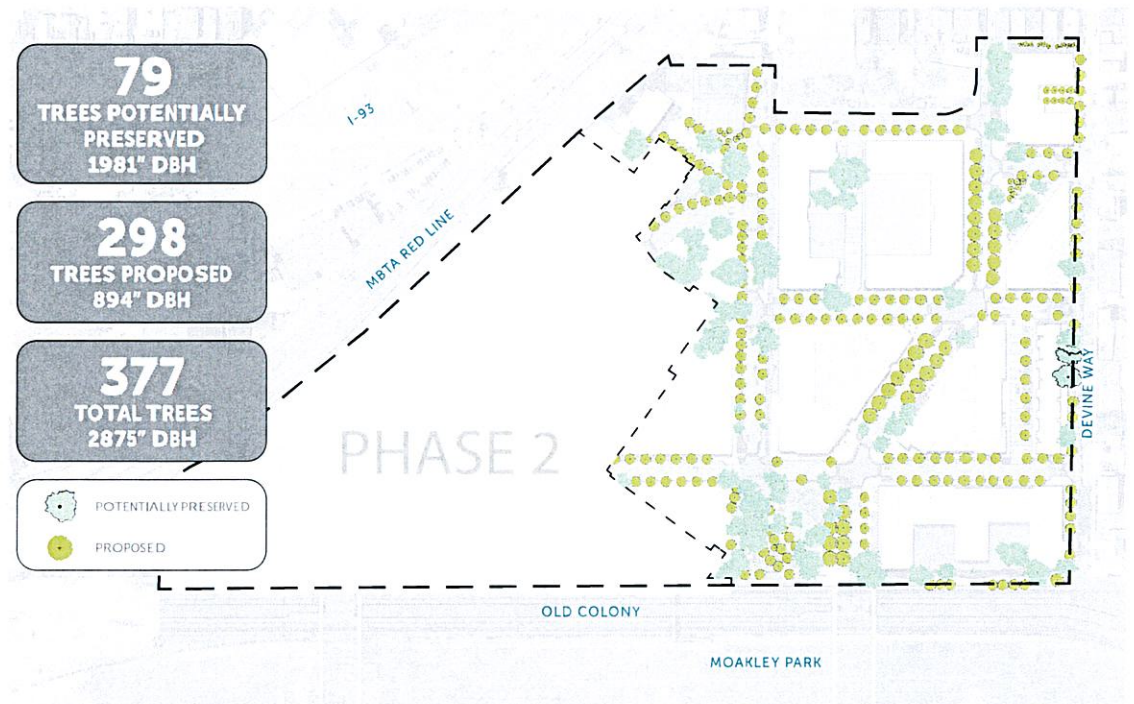 79
TREES POTENTIALLY
PRESERVED
1981" DBH
298
TREES PROPOSED
894" DBH
377
TOTAL TREES
2875" DBH
POTENTIALLY PRESERVED
PROPOSED
I-93
MBTA RED LINE
PHASE 2
DEVINE WAY
OLD COLONY
MOAKLEY PARK